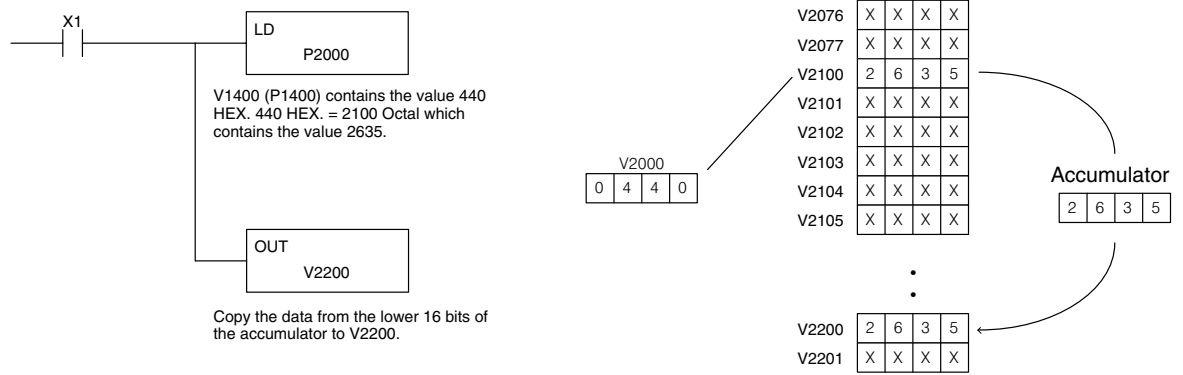 X1
LD
P2000
V1400 (P1400) contains the value 440
HEX. 440 HEX. = 2100 Octal which
contains the value 2635.
OUT
V2200
Copy the data from the lower 16 bits of
the accumulator to V2200.
V2000
0 4 4 0
V2076 X X X X
V2077 X X X X
V2100 2 6 3 5
V2101 X X X X
V2102 X X X X
V2103 X X X X
V2104 X X X X
V2105 X X X X
V2200 2 6 3 5
V2201 X X X X
Accumulator
2 6 3 5